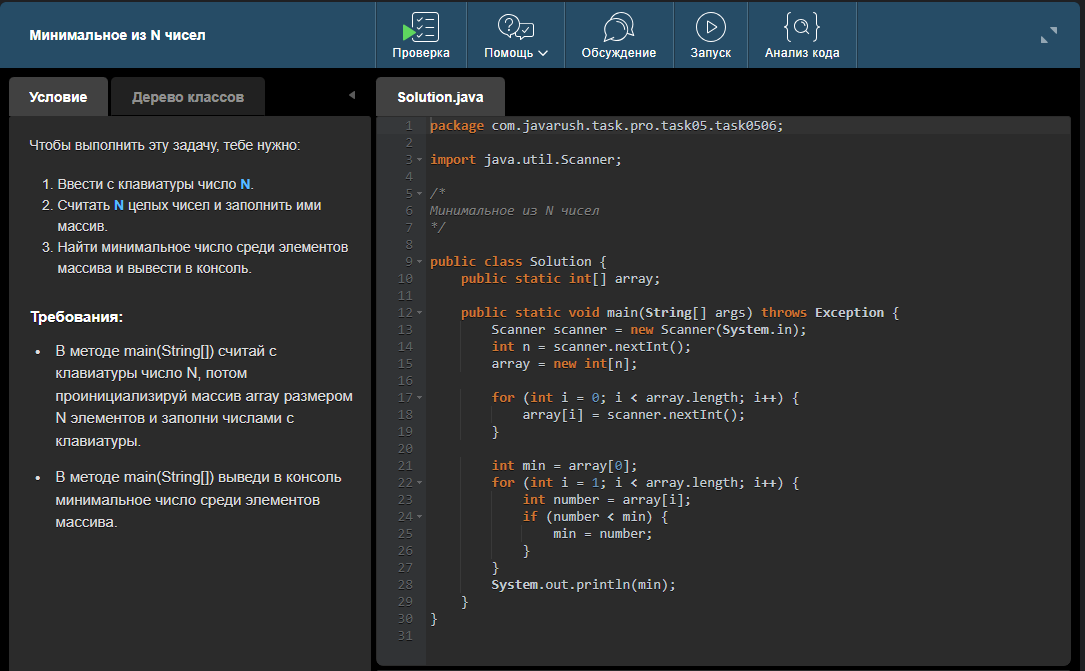 Минимальное из N чисел
Проверка
Помощь
Обсуждение
Запуск
Анализ кода
Условие
Дерево классов
Чтобы выполнить эту задачу, тебе нужно:
1. Ввести с клавиатуры число N.
2. Считать N целых чисел и заполнить ими
массив.
3. Найти минимальное число среди элементов
массива и вывести в консоль.
Требования:
• В методе main(String[]) считай с
клавиатуры число N, потом
проинициализируй массив array размером
N элементов и заполни числами с
клавиатуры.
• В методе main(String[]) выведи в консоль
минимальное число среди элементов
массива.
Solution.java
1 package com.javarush.task.pro.task05.task0506;
2
3 import java.util.Scanner;
4
5 /*
6 Минимальное из N чисел
7 */
8
9 public class Solution {
10     public static int[] array;
11
12     public static void main(String[] args) throws Exception {
13         Scanner scanner = new Scanner(System.in);
14         int n = scanner.nextInt();
15         array = new int[n];
16
17         for (int i = 0; i < array.length; i++) {
18             array[i] = scanner.nextInt();
19         }
20
21         int min = array[0];
22         for (int i = 1; i < array.length; i++) {
23             int number = array[i];
24             if (number < min) {
25                 min = number;
26             }
27         }
28         System.out.println(min);
29     }
30 }
31